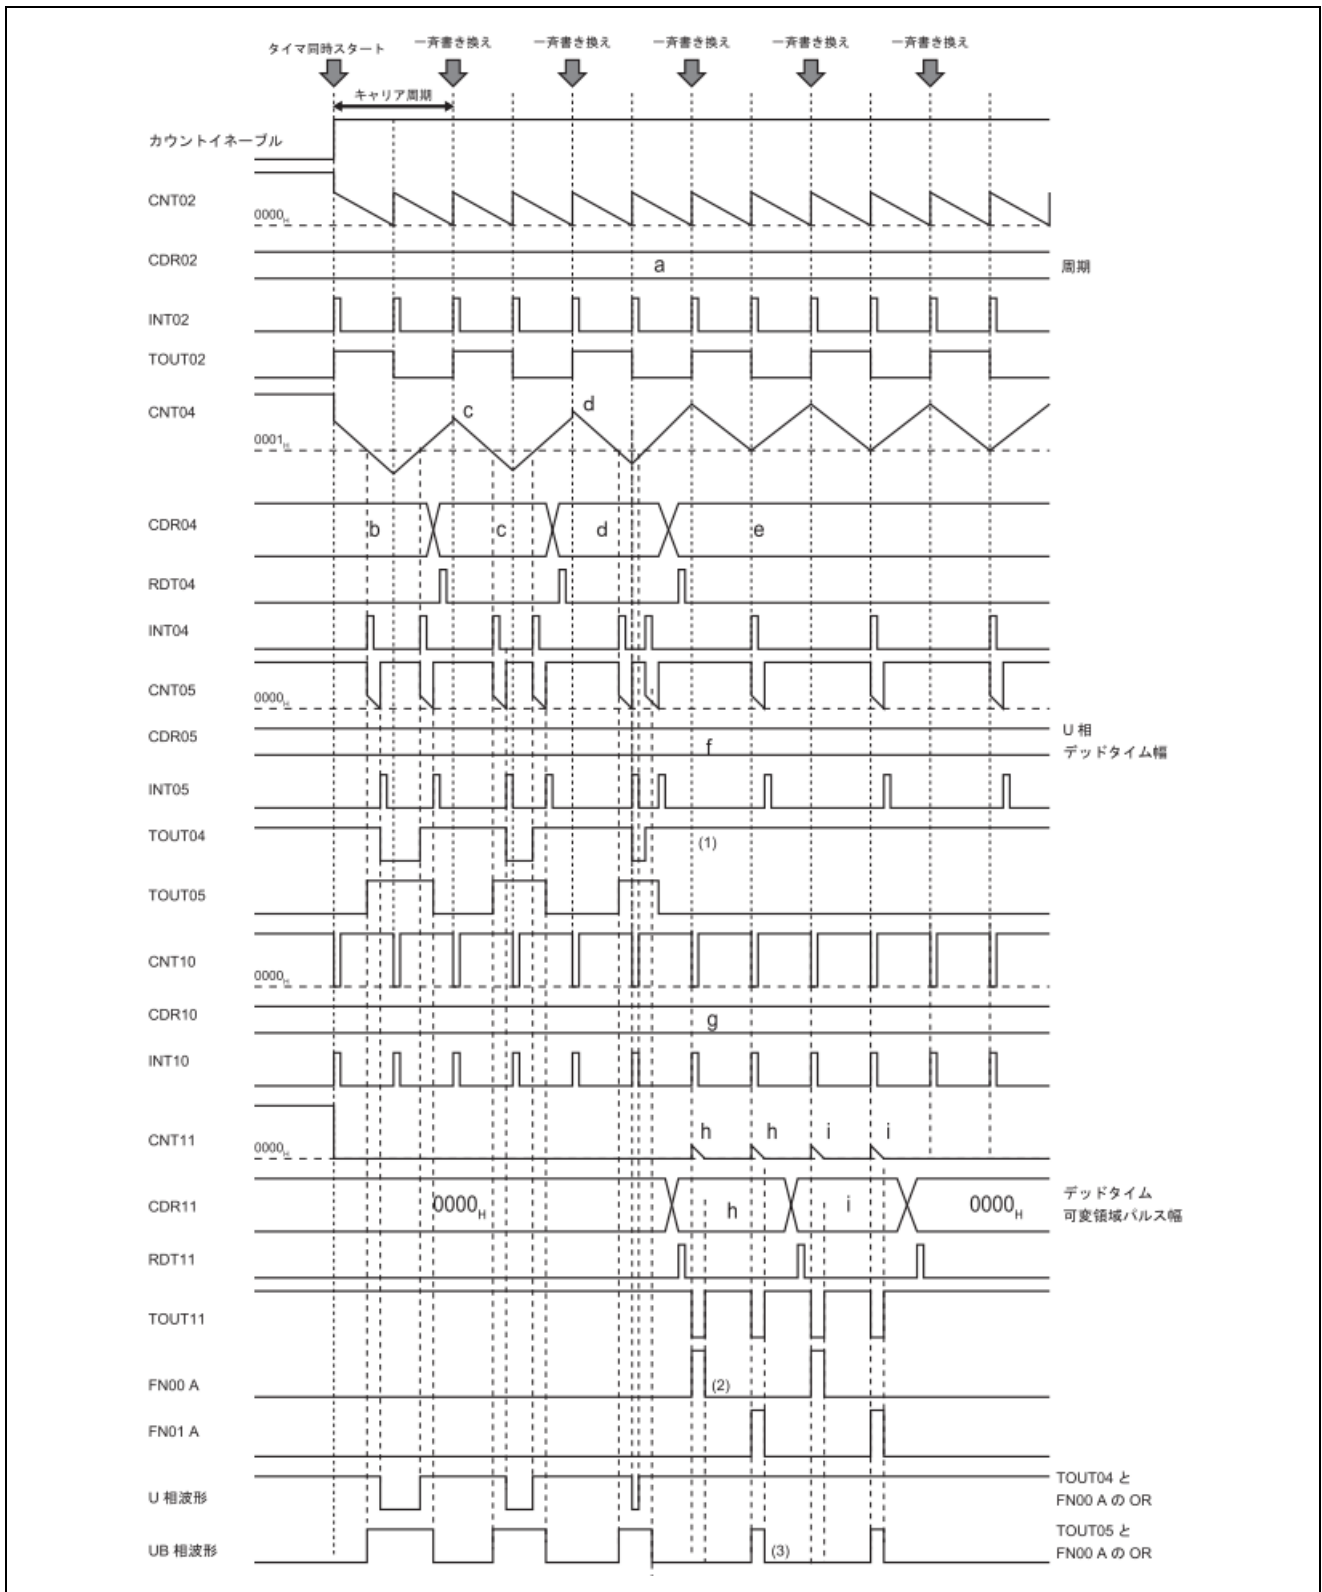 タイマ同時スタート 一斉書き換え 一斉書き換え 一斉書き換え 一斉書き換え 一斉書き換え
キャリア周期
カウントイネーブル
CNT02
0000H
CDR02 a 周期
INT02
TOUT02
CNT04 c d
0001H
CDR04 b c d e
RDT04
INT04
CNT05
0000H
CDR05 f U 相
デッドタイム幅
INT05
TOUT04 (1)
TOUT05
CNT10
0000H
CDR10 g
INT10
CNT11 h h i i
0000H
CDR11 0000H h i 0000H デッドタイム
可変領域パルス幅
RDT11
TOUT11
FN00 A (2)
FN01 A
U 相波形 TOUT04 と
FN00 A の OR
UB 相波形 (3) TOUT05 と
FN00 A の OR